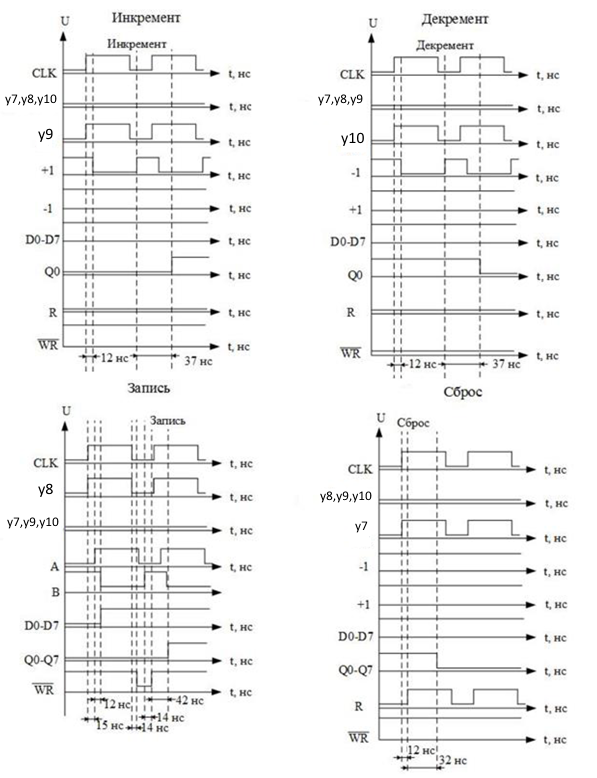 Инкремент
U
Инкремент
CLK
t, нс
y7,y8,y10
t, нс
y9
t, нс
+1
t, нс
-1
t, нс
D0-D7
t, нс
Q0
t, нс
R
t, нс
WR
t, нс
12 нс
37 нс
Декремент
U
Декремент
CLK
t, нс
y7,y8,y9
t, нс
y10
t, нс
-1
t, нс
+1
t, нс
D0-D7
t, нс
Q0
t, нс
R
t, нс
WR
t, нс
12 нс
37 нс
Запись
U
Запись
CLK
t, нс
y8
t, нс
y7,y9,y10
t, нс
A
t, нс
B
t, нс
D0-D7
t, нс
Q0-Q7
t, нс
WR
t, нс
12 нс
42 нс
15 нс
14 нс
14 нс
Сброс
U
Сброс
CLK
t, нс
y8,y9,y10
t, нс
y7
t, нс
-1
t, нс
+1
t, нс
D0-D7
t, нс
Q0-Q7
t, нс
R
t, нс
WR
t, нс
12 нс
32 нс